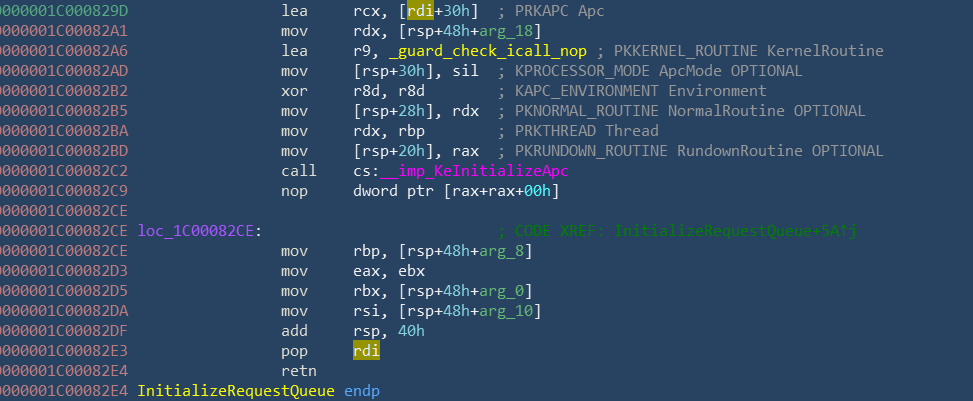 0000001C000829D lea rcx, [rdi+30h] ; PRKAPC Apc
0000001C00082A1 mov rdx, [rsp+48h+arg_18]
0000001C00082A6 lea r9, _guard_check_icall_nop ; PKKERNEL_ROUTINE KernelRoutine
0000001C00082AD mov [rsp+30h], sil ; KPROCESSOR_MODE ApcMode OPTIONAL
0000001C00082B2 xor r8d, r8d ; KAPC_ENVIRONMENT Environment
0000001C00082B5 mov [rsp+28h], rdx ; PKNORMAL_ROUTINE NormalRoutine OPTIONAL
0000001C00082BA mov rdx, rbp ; PRKTHREAD Thread
0000001C00082BD mov [rsp+20h], rax ; PKRUNDOWN_ROUTINE RundownRoutine OPTIONAL
0000001C00082C2 call cs:__imp_KeInitializeApc
0000001C00082C9 nop dword ptr [rax+rax+00h]
0000001C00082CE
0000001C00082CE loc_1C00082CE: ; CODE XREF: InitializeRequestQueue+5A↑j
0000001C00082CE mov rbp, [rsp+48h+arg_8]
0000001C00082D3 mov eax, ebx
0000001C00082D5 mov rbx, [rsp+48h+arg_0]
0000001C00082DA mov rsi, [rsp+48h+arg_10]
0000001C00082DF add rsp, 40h
0000001C00082E3 pop rdi
0000001C00082E4 retn
0000001C00082E4 InitializeRequestQueue endp